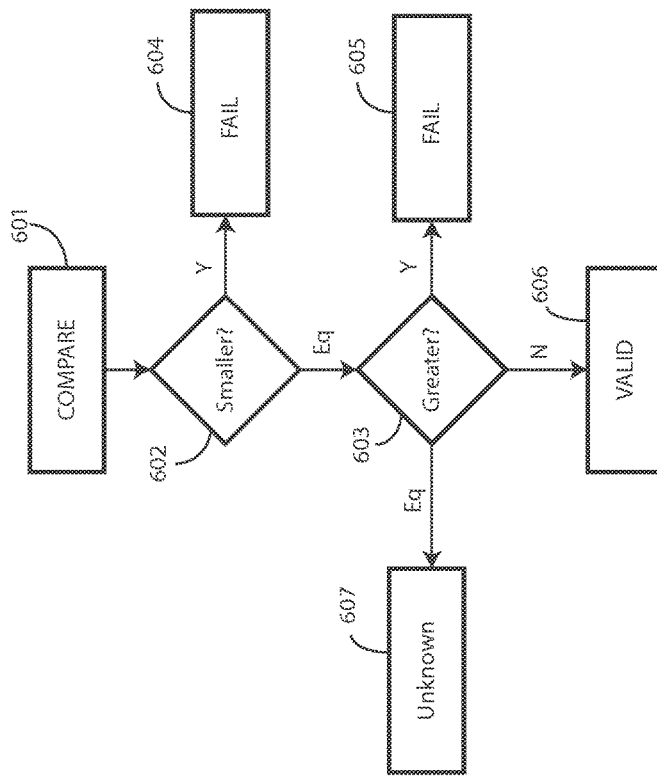 601
COMPARE
604
FAIL
Y
Smaller?
602
Eq
605
FAIL
Y
Greater?
603
Eq
607
Unknown
N
606
VALID